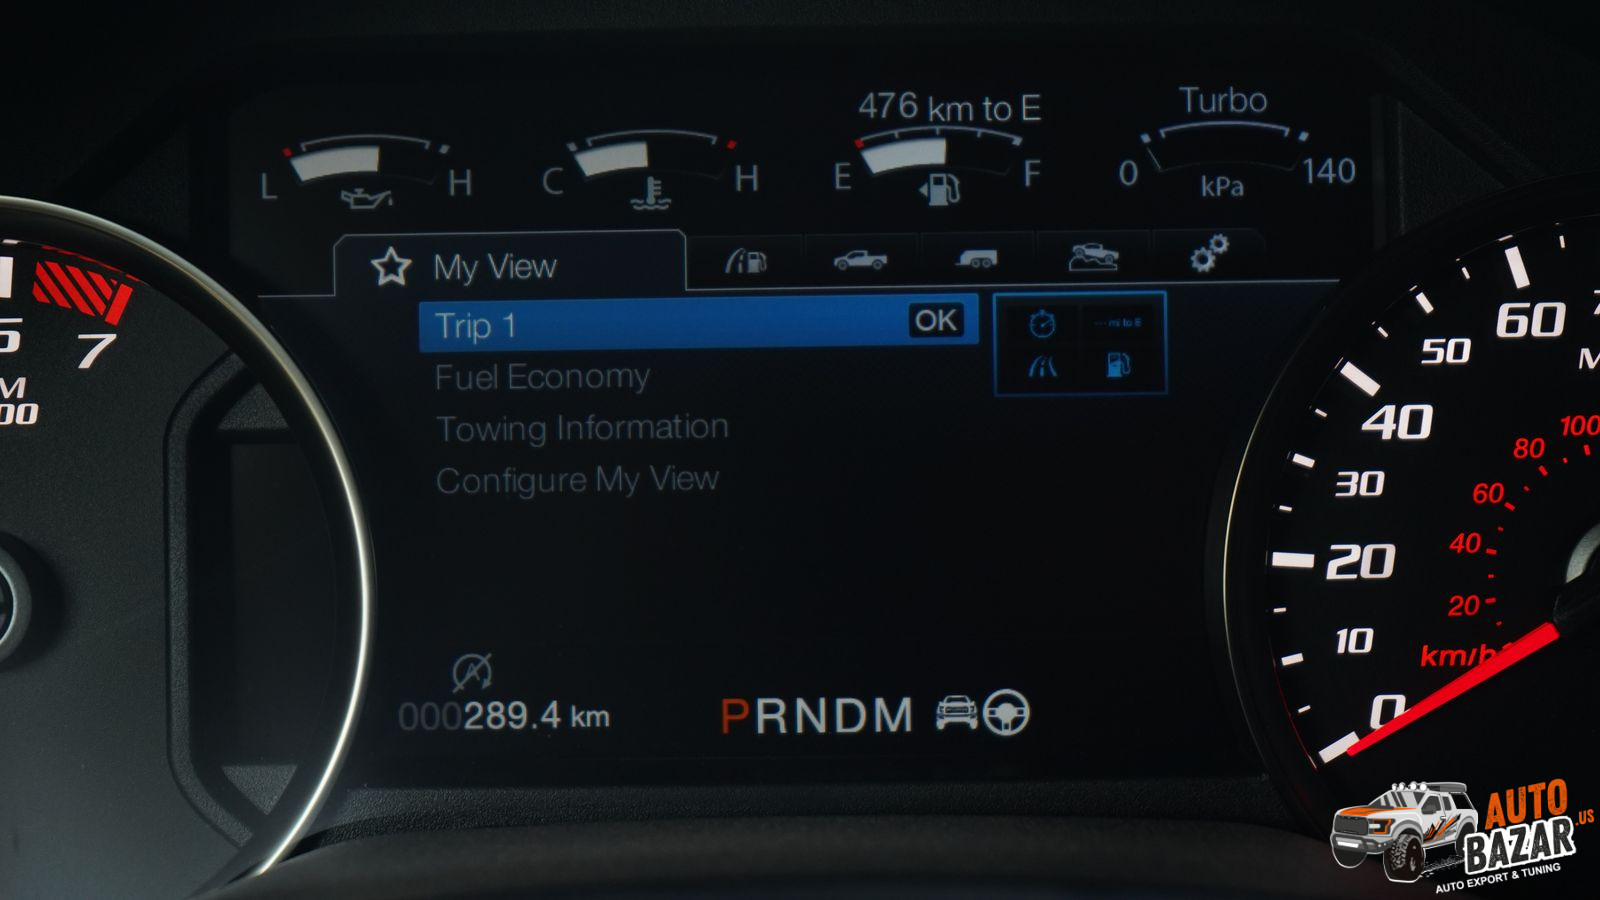 476 km to E
Turbo
L H
C H
E F
0 140
kPa
My View
Trip 1 OK
--- mi to E
Fuel Economy
Towing Information
Configure My View
000289.4 km
PRNDM
7
60
50
40
30
20
10
0
100
80
60
40
20
km/h
AUTO
BAZAR.US
AUTO EXPORT & TUNING